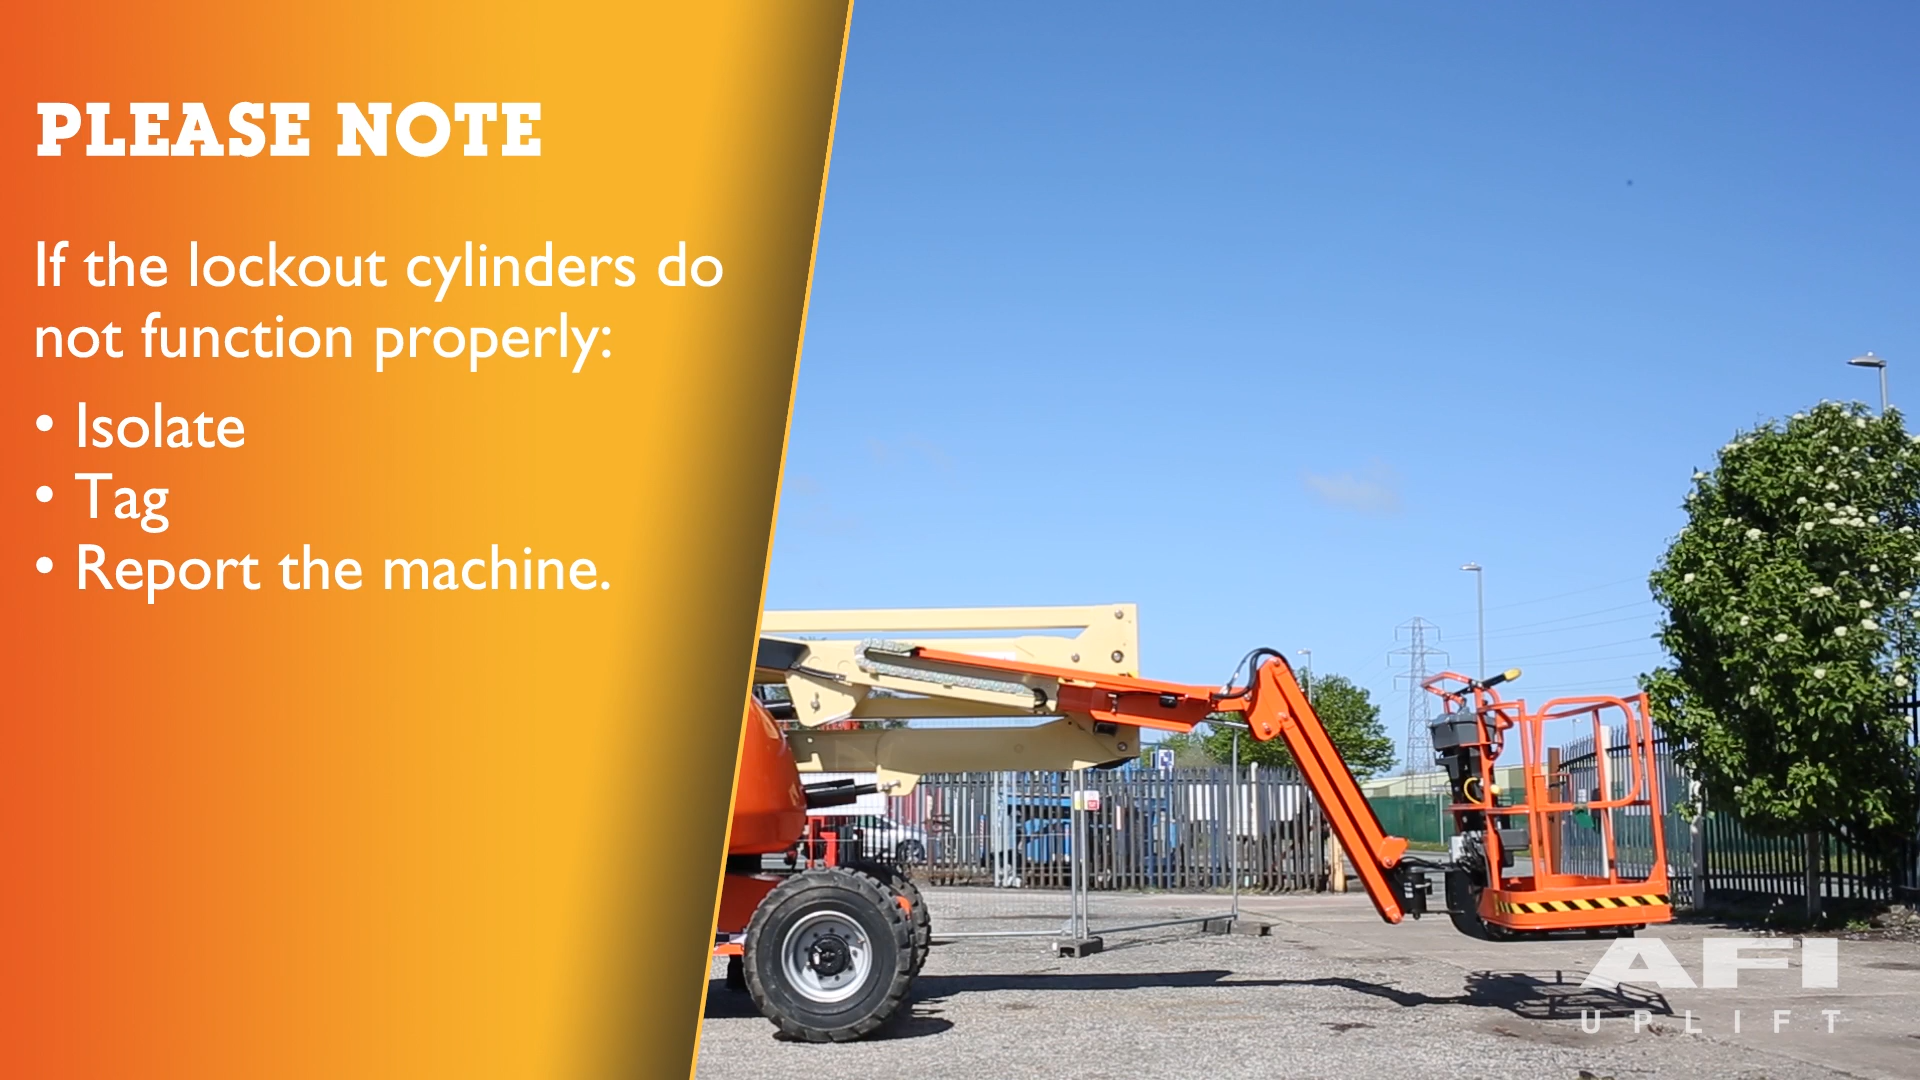 PLEASE NOTE
If the lockout cylinders do
not function properly:
• Isolate
• Tag
• Report the machine.
AFI
UPLIFT